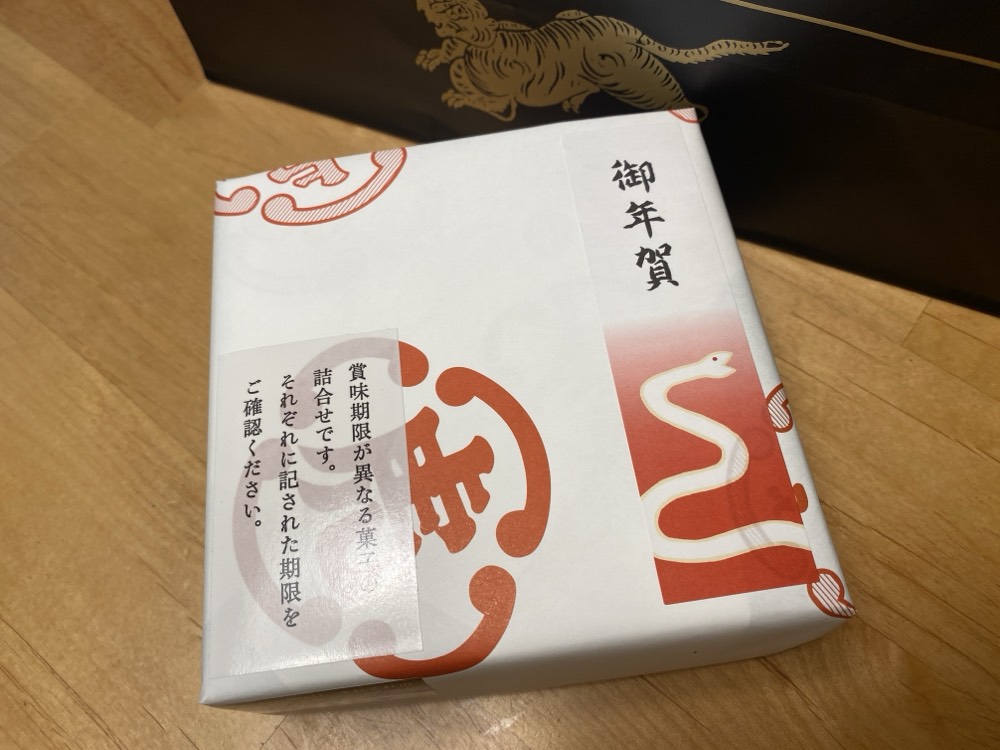 御年賀
賞味期限が異なる菓子の
詰合せです。
それぞれに記された期限を
ご確認ください。